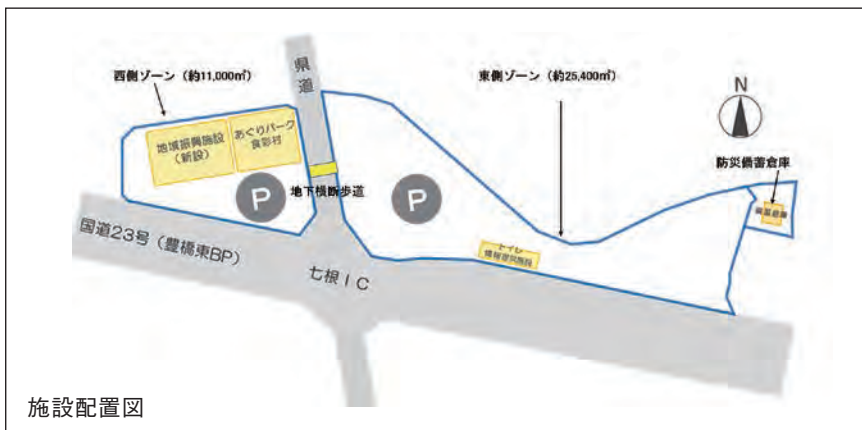 西側ゾーン（約11,000㎡）
県道
東側ゾーン（約25,400㎡）
N
防災備蓄倉庫
地域振興施設
（新設）
あぐりパーク
食彩村
P
地下横断歩道
P
国道23号（豊橋東BP）
七根IC
トイレ
情報提供施設
施設配置図